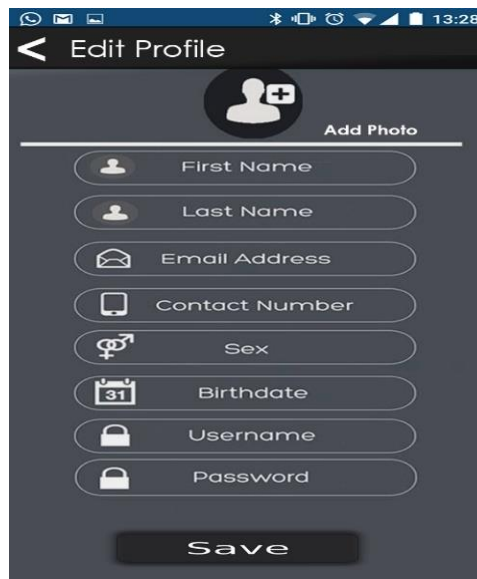 13:28
Edit Profile
Add Photo
First Name
Last Name
Email Address
Contact Number
Sex
31
Birthdate
Username
Password
Save